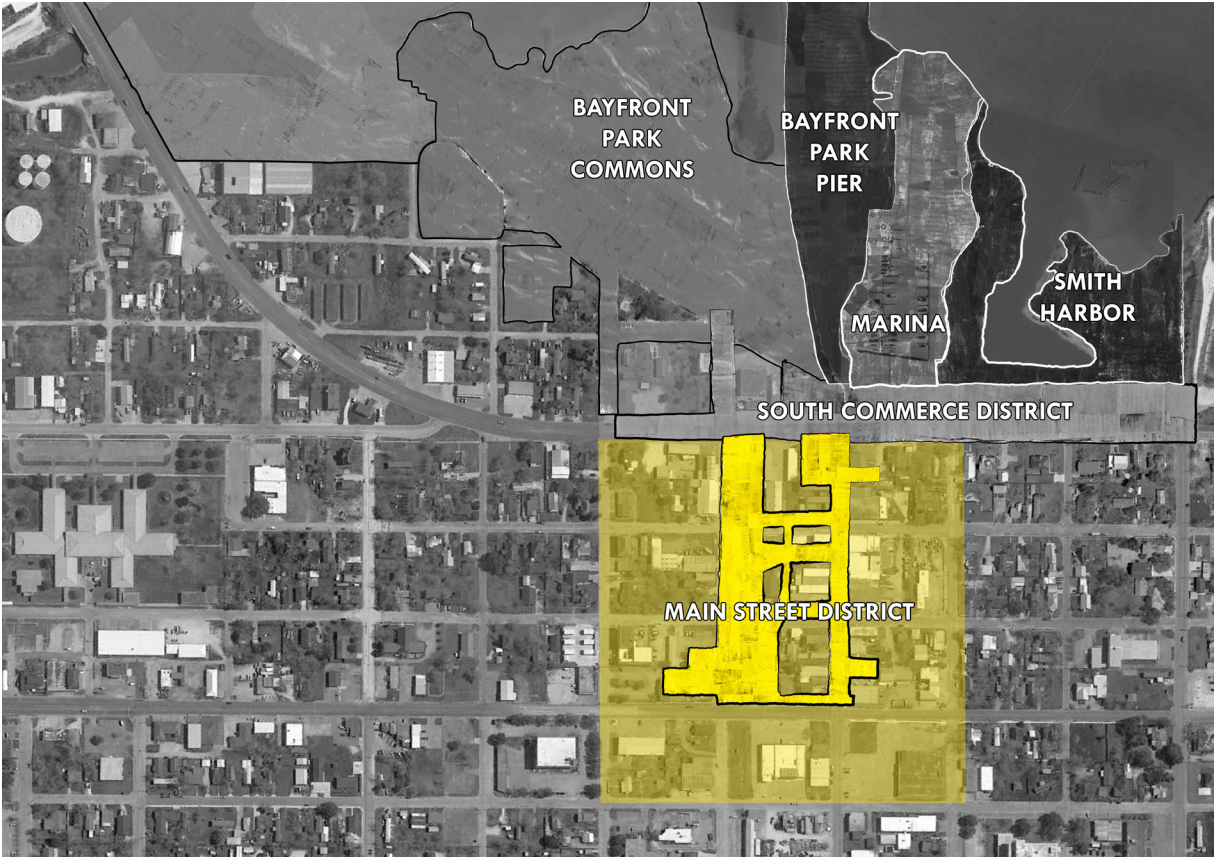 BAYFRONT
PARK
COMMONS
BAYFRONT
PARK
PIER
SMITH
HARBOR
MARINA
SOUTH COMMERCE DISTRICT
MAIN STREET DISTRICT